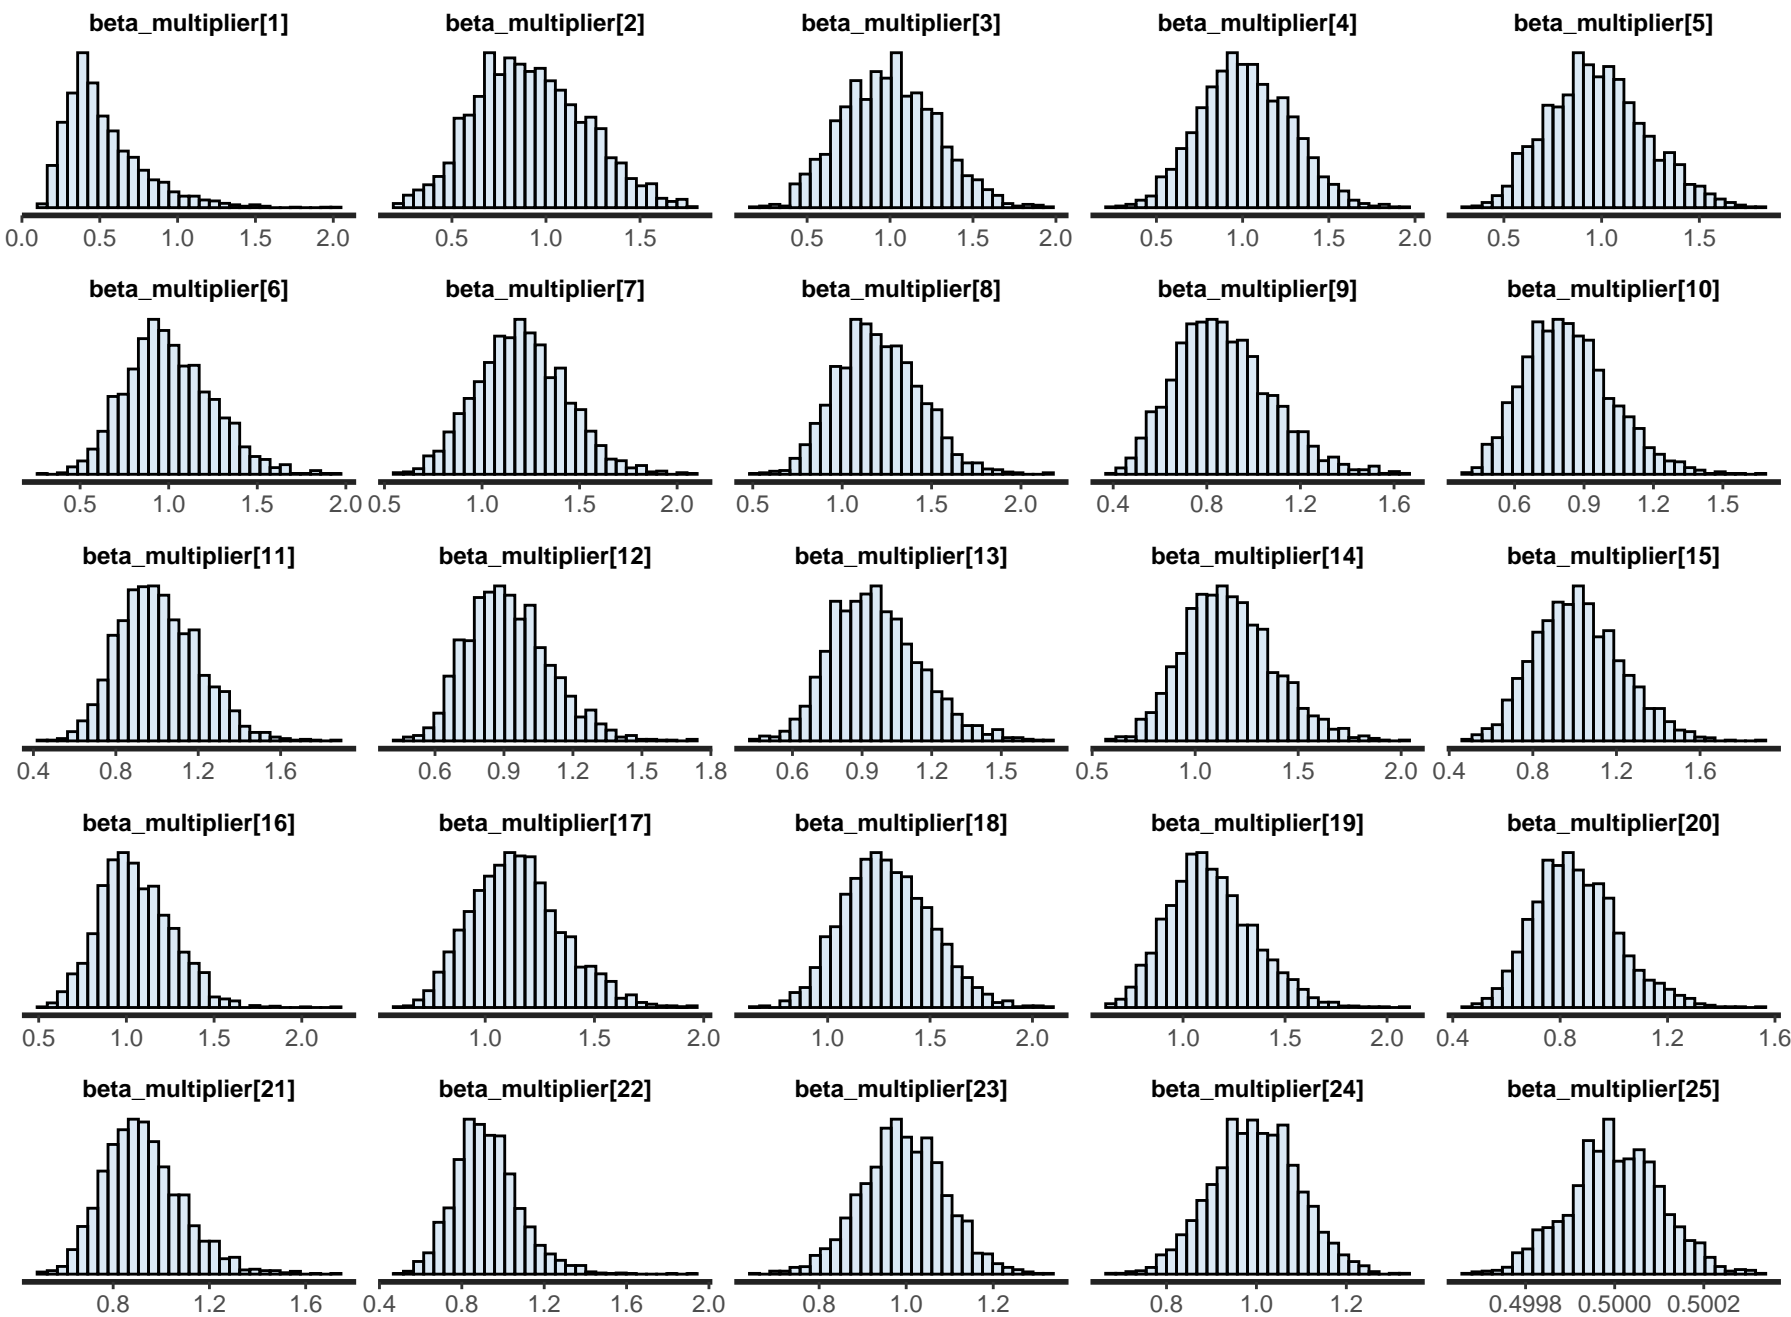 beta_multiplier[1] beta_multiplier[2] beta_multiplier[3] beta_multiplier[4] beta_multiplier[5]
0.0 0.5 1.0 1.5 2.0 0.5 1.0 1.5 0.5 1.0 1.5 2.0 0.5 1.0 1.5 2.0 0.5 1.0 1.5
beta_multiplier[6] beta_multiplier[7] beta_multiplier[8] beta_multiplier[9] beta_multiplier[10]
0.5 1.0 1.5 2.0 0.5 1.0 1.5 2.0 0.5 1.0 1.5 2.0 0.4 0.8 1.2 1.6 0.6 0.9 1.2 1.5
beta_multiplier[11] beta_multiplier[12] beta_multiplier[13] beta_multiplier[14] beta_multiplier[15]
0.4 0.8 1.2 1.6 0.6 0.9 1.2 1.5 1.8 0.6 0.9 1.2 1.5 0.5 1.0 1.5 2.0 0.4 0.8 1.2 1.6
beta_multiplier[16] beta_multiplier[17] beta_multiplier[18] beta_multiplier[19] beta_multiplier[20]
0.5 1.0 1.5 2.0 1.0 1.5 2.0 1.0 1.5 2.0 1.0 1.5 2.0 0.4 0.8 1.2 1.6
beta_multiplier[21] beta_multiplier[22] beta_multiplier[23] beta_multiplier[24] beta_multiplier[25]
0.8 1.2 1.6 0.4 0.8 1.2 1.6 2.0 0.8 1.0 1.2 0.8 1.0 1.2 0.4998 0.5000 0.5002